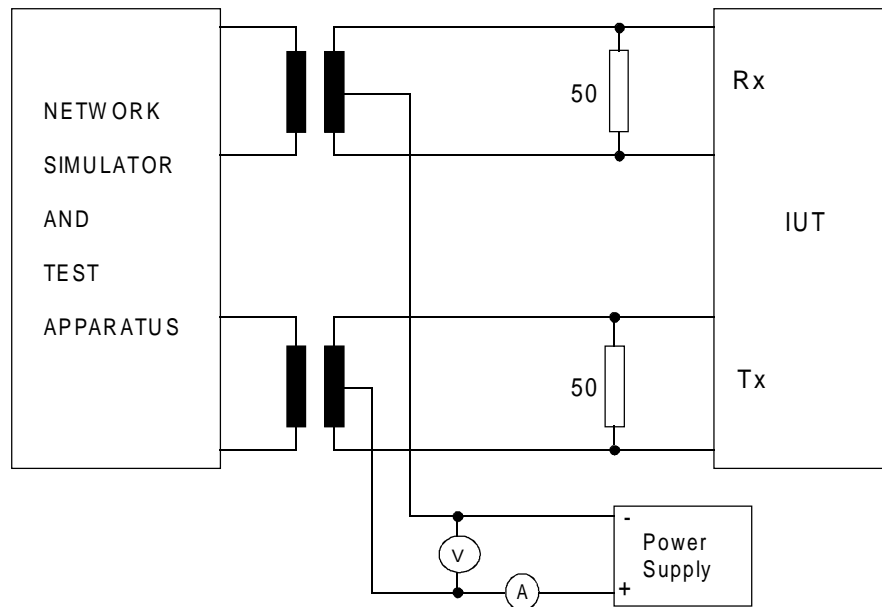 NETWORK
SIMULATOR
AND
TEST
APPARATUS
50
Rx
IUT
50
Tx
-
V
Power
Supply
A
+